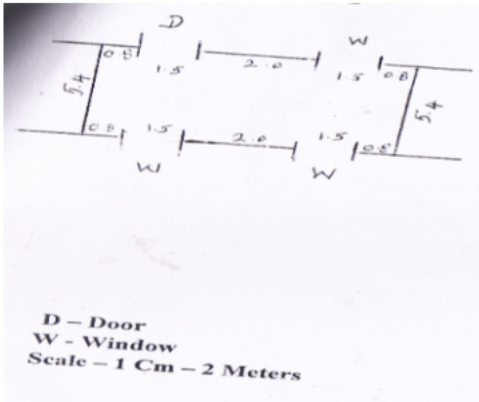 D
W
0.8 1.5 2.0 1.5 0.8
5.4 5.4
0.8 1.5 2.0 1.5 0.8
W W
D – Door
W - Window
Scale – 1 Cm – 2 Meters